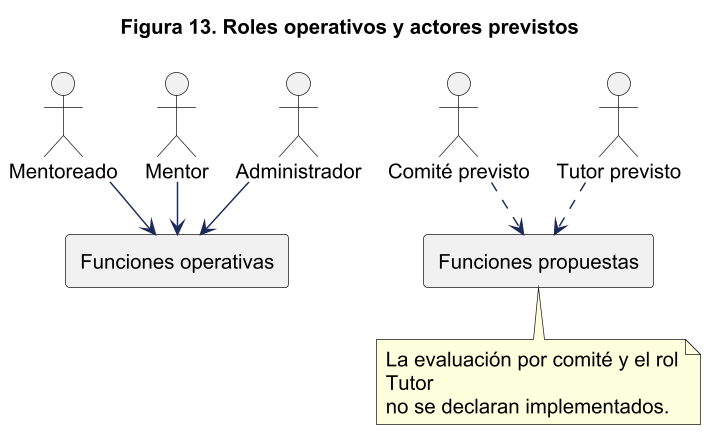 Figura 13. Roles operativos y actores previstos
Mentoreado
Mentor
Administrador
Comité previsto
Tutor previsto
Funciones operativas
Funciones propuestas
La evaluación por comité y el rol
Tutor
no se declaran implementados.